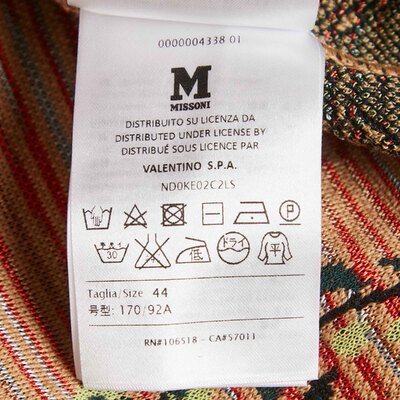 0000004338 01
M
MISSONI
DISTRIBUITO SU LICENZA DA
DISTRIBUTED UNDER LICENSE BY
DISTRIBUÉ SOUS LICENCE PAR
VALENTINO S.P.A.
ND0KE02C2LS
P
30 低 ドライ 平
Taglia/Size 44
号型: 170/92A
RN#106518 - CA#57011